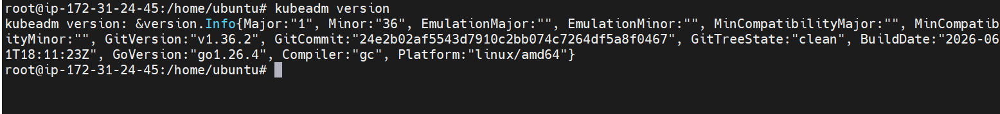 root@ip-172-31-24-45:/home/ubuntu# kubeadm version
kubeadm version: &version.Info{Major:"1", Minor:"36", EmulationMajor:"", EmulationMinor:"", MinCompatibilityMajor:"", MinCompatib
ityMinor:"", GitVersion:"v1.36.2", GitCommit:"24e2b02af5543d7910c2bb074c7264df5a8f0467", GitTreeState:"clean", BuildDate:"2026-06
1T18:11:23Z", GoVersion:"go1.26.4", Compiler:"gc", Platform:"linux/amd64"}
root@ip-172-31-24-45:/home/ubuntu#